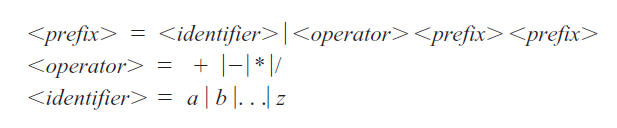 <prefix> = <identifier>|<operator> <prefix> <prefix>
<operator> = + |−|*|/
<identifier> = a | b |. . .| z